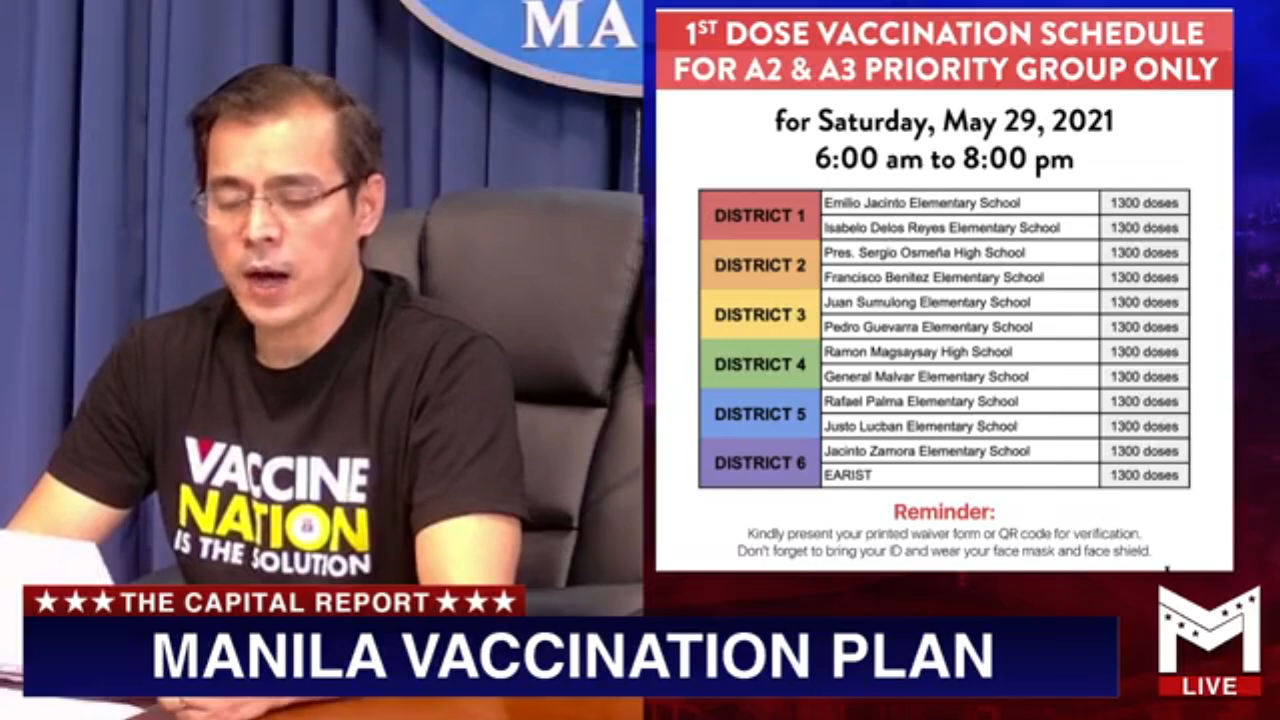 MA
VACCINE
NATION
IS THE SOLUTION
1ST DOSE VACCINATION SCHEDULE
FOR A2 & A3 PRIORITY GROUP ONLY
for Saturday, May 29, 2021
6:00 am to 8:00 pm
DISTRICT 1
Emilio Jacinto Elementary School 1300 doses
Isabelo Delos Reyes Elementary School 1300 doses
DISTRICT 2
Pres. Sergio Osmeña High School 1300 doses
Francisco Benitez Elementary School 1300 doses
DISTRICT 3
Juan Sumulong Elementary School 1300 doses
Pedro Guevarra Elementary School 1300 doses
DISTRICT 4
Ramon Magsaysay High School 1300 doses
General Malvar Elementary School 1300 doses
DISTRICT 5
Rafael Palma Elementary School 1300 doses
Justo Lucban Elementary School 1300 doses
DISTRICT 6
Jacinto Zamora Elementary School 1300 doses
EARIST 1300 doses
Reminder:
Kindly present your printed waiver form or QR code for verification.
Don't forget to bring your ID and wear your face mask and face shield.
★★★THE CAPITAL REPORT★★★
MANILA VACCINATION PLAN
M
LIVE